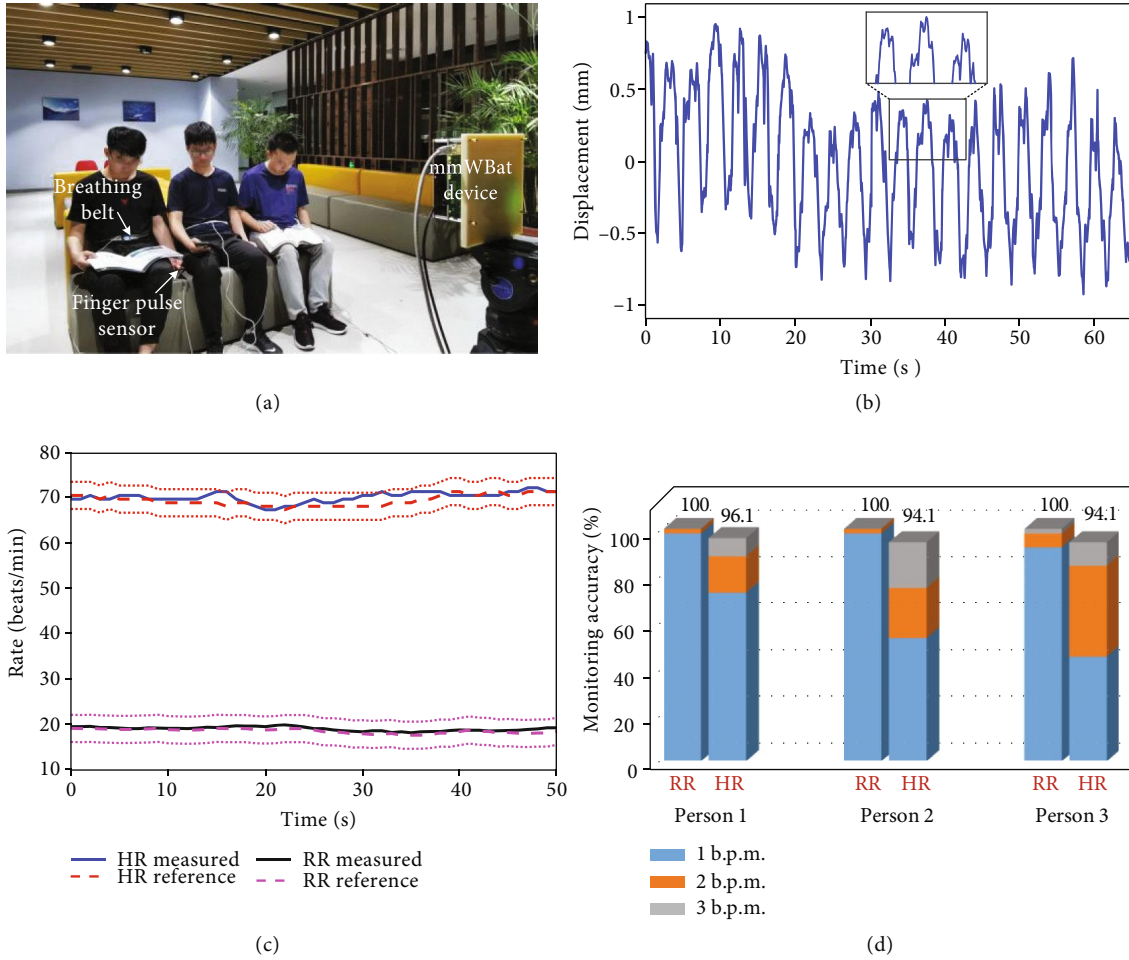 Breathing
belt
Finger pulse
sensor
mmWBat
device
(a)
Displacement (mm)
1
0.5
0
−0.5
−1
0 10 20 30 40 50 60
Time (s )
(b)
Rate (beats/min)
80
70
60
50
40
30
20
10
0 10 20 30 40 50
Time (s)
HR measured
HR reference
RR measured
RR reference
(c)
Monitoring accuracy (%)
100
80
60
40
20
0
100 96.1
100 94.1
100 94.1
RR HR RR HR RR HR
Person 1 Person 2 Person 3
1 b.p.m.
2 b.p.m.
3 b.p.m.
(d)